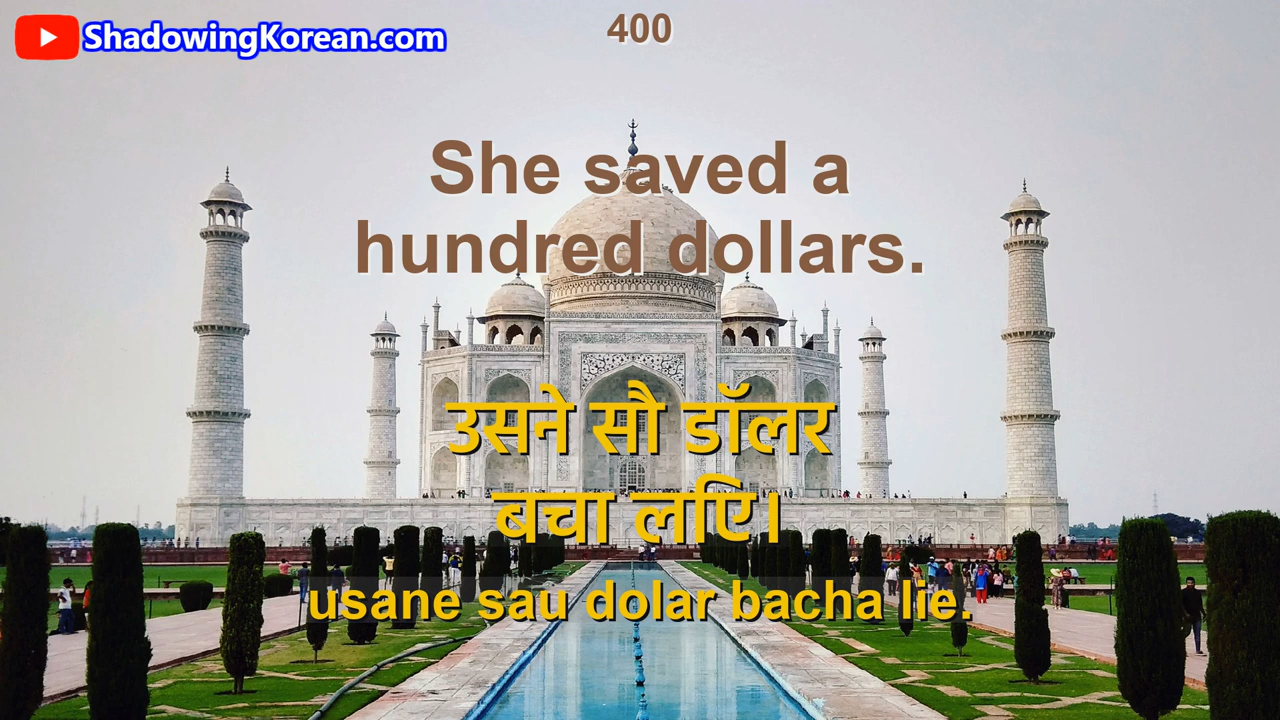 ShadowingKorean.com
400
She saved a
hundred dollars.
उसने सौ डॉलर
बचा लिए।
usane sau dolar bacha lie.